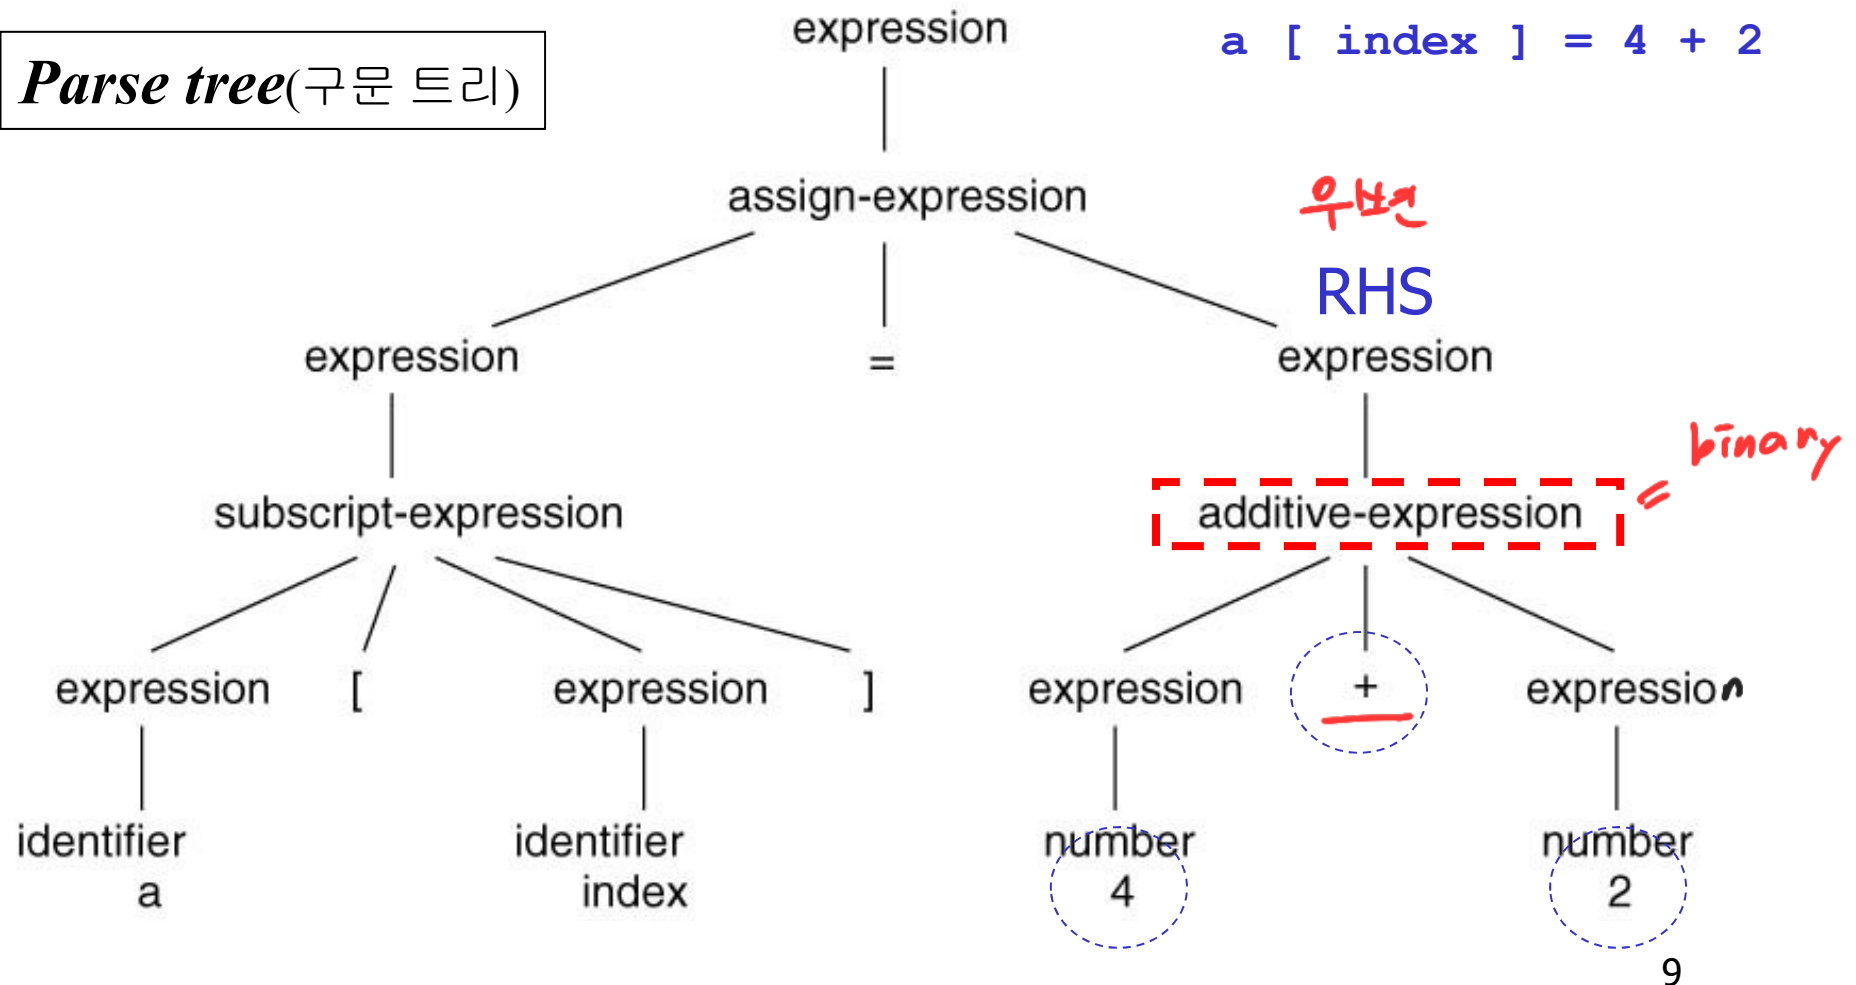 expression
a [ index ] = 4 + 2
Parse tree(구문 트리)
assign-expression
우변
RHS
expression = expression
binary
subscript-expression additive-expression =
expression [ expression ] expression + expression
identifier identifier number number
a index 4 2
9